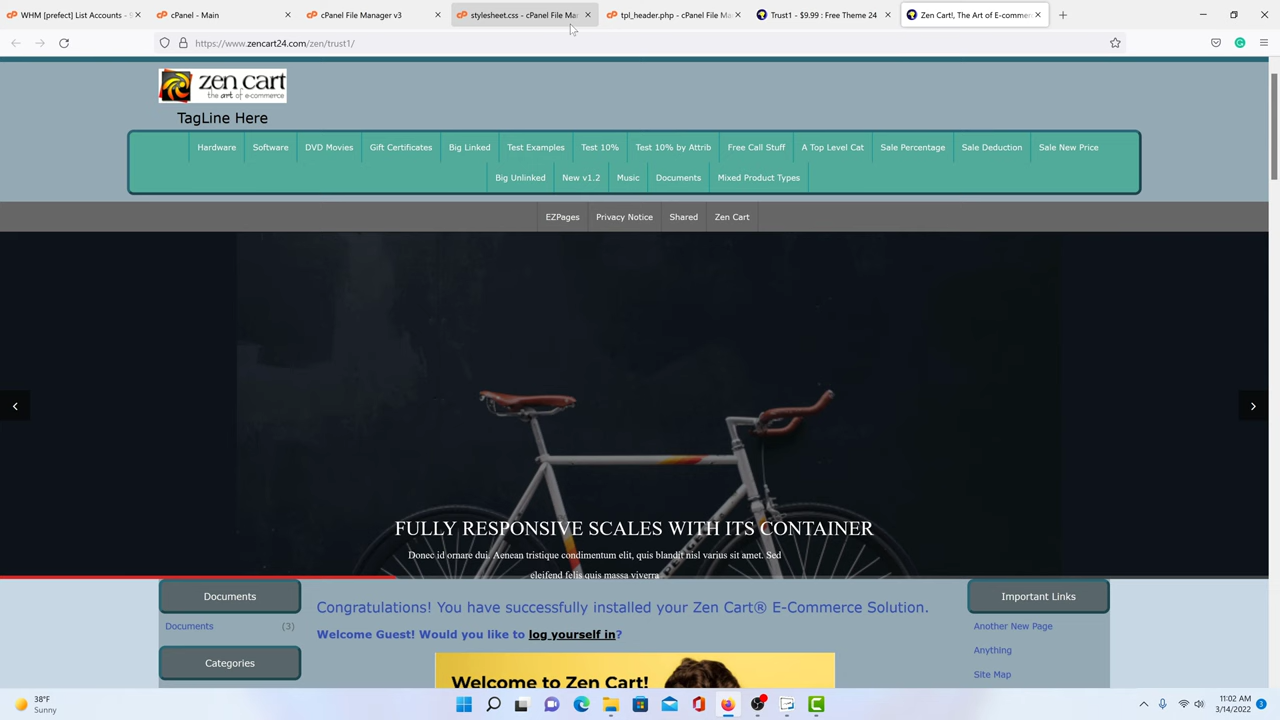 WHM [prefect] List Accounts - S
cPanel - Main
cPanel File Manager v3
stylesheet.css - cPanel File Ma
tpl_header.php - cPanel File M
Trust1 - $9.99 : Free Theme 24
Zen Cart!, The Art of E-commer
https://www.zencart24.com/zen/trust1/
zen cart
the art of e-commerce
TagLine Here
Hardware Software DVD Movies Gift Certificates Big Linked Test Examples Test 10% Test 10% by Attrib Free Call Stuff A Top Level Cat Sale Percentage Sale Deduction Sale New Price
Big Unlinked New v1.2 Music Documents Mixed Product Types
EZPages Privacy Notice Shared Zen Cart
FULLY RESPONSIVE SCALES WITH ITS CONTAINER
Donec id ornare dui. Aenean tristique condimentum elit, quis blandit nisl varius sit amet. Sed
eleifend felis quis massa viverra
Documents
Documents (3)
Categories
Congratulations! You have successfully installed your Zen Cart® E-Commerce Solution.
Welcome Guest! Would you like to log yourself in?
Welcome to Zen Cart!
Important Links
Another New Page
Anything
Site Map
38°F
Sunny
11:02 AM
3/14/2022
3